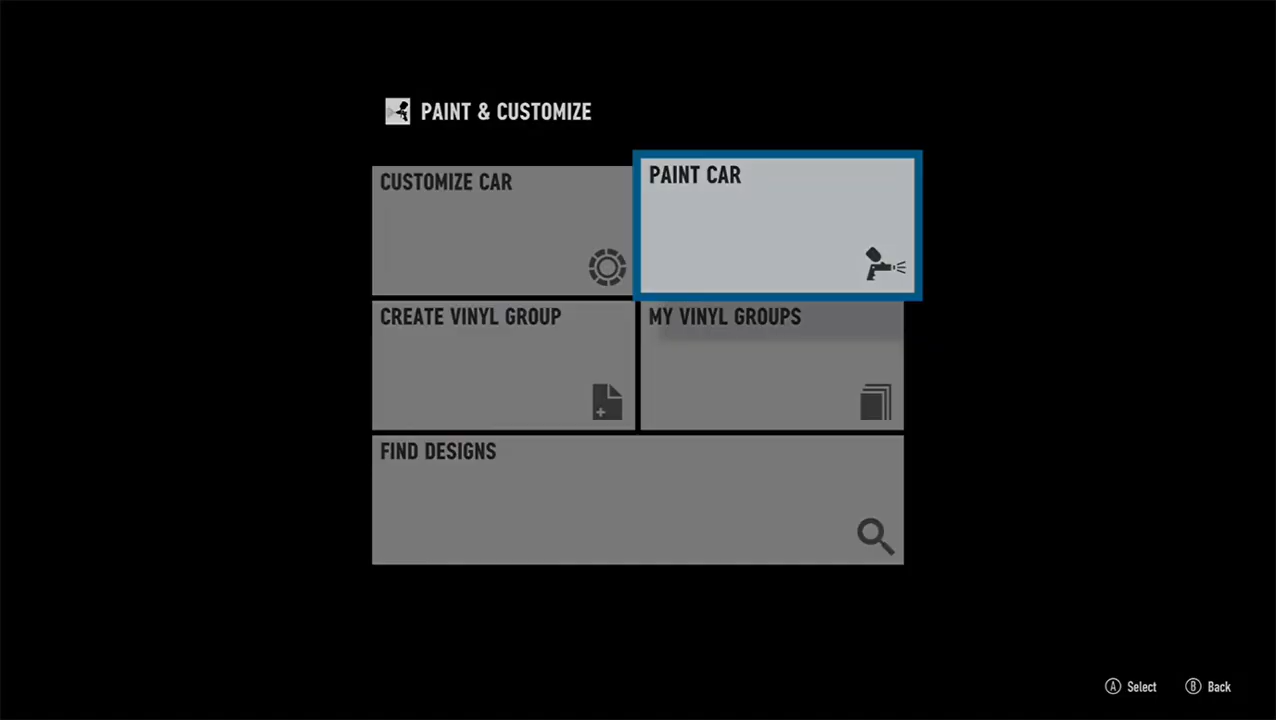 PAINT & CUSTOMIZE
CUSTOMIZE CAR
PAINT CAR
CREATE VINYL GROUP
MY VINYL GROUPS
FIND DESIGNS
A Select
B Back